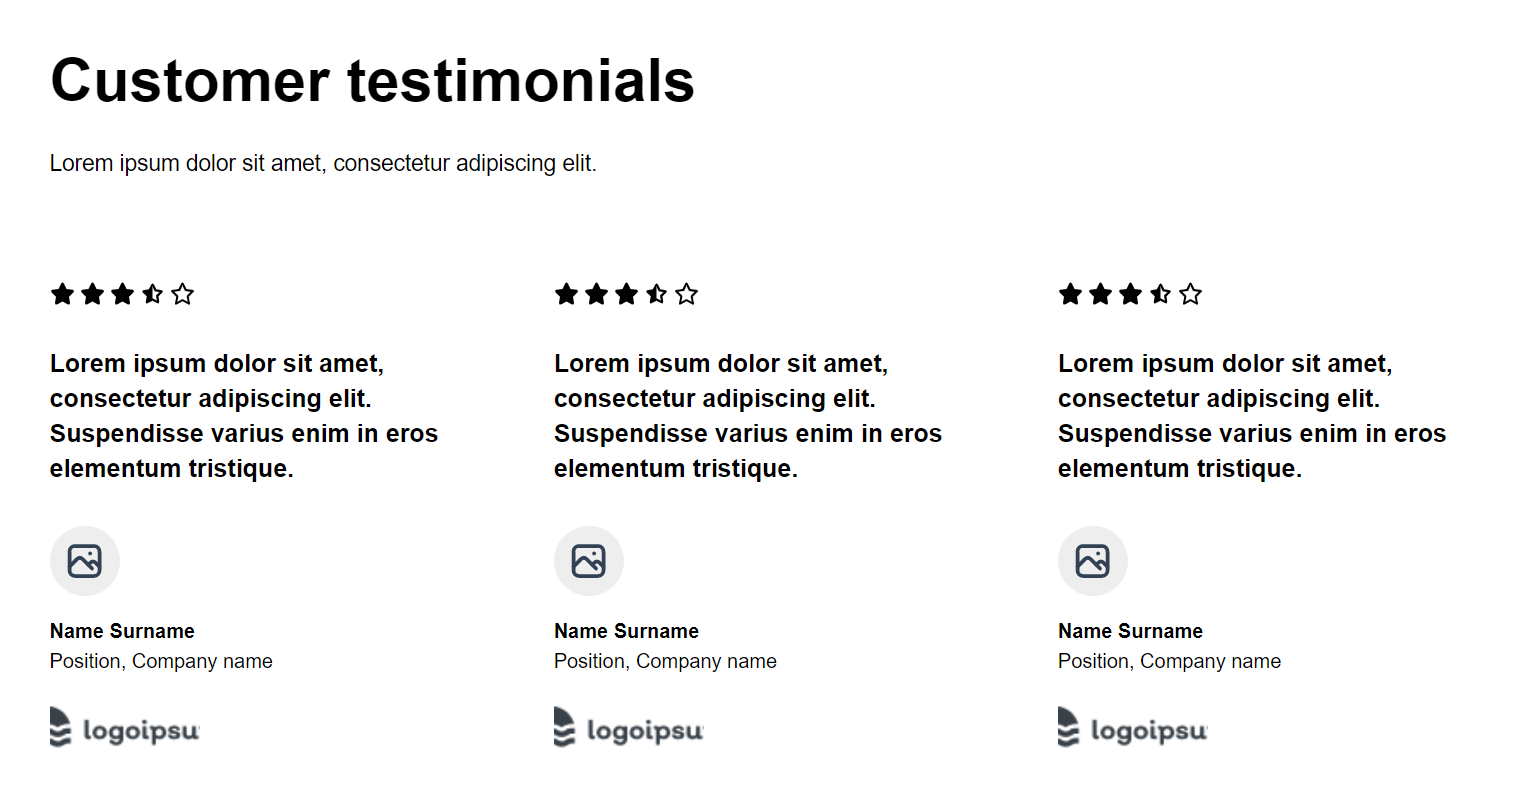 Customer testimonials
Lorem ipsum dolor sit amet, consectetur adipiscing elit.
Lorem ipsum dolor sit amet,
consectetur adipiscing elit.
Suspendisse varius enim in eros
elementum tristique.
Name Surname
Position, Company name
logoipsu
Lorem ipsum dolor sit amet,
consectetur adipiscing elit.
Suspendisse varius enim in eros
elementum tristique.
Name Surname
Position, Company name
logoipsu
Lorem ipsum dolor sit amet,
consectetur adipiscing elit.
Suspendisse varius enim in eros
elementum tristique.
Name Surname
Position, Company name
logoipsu